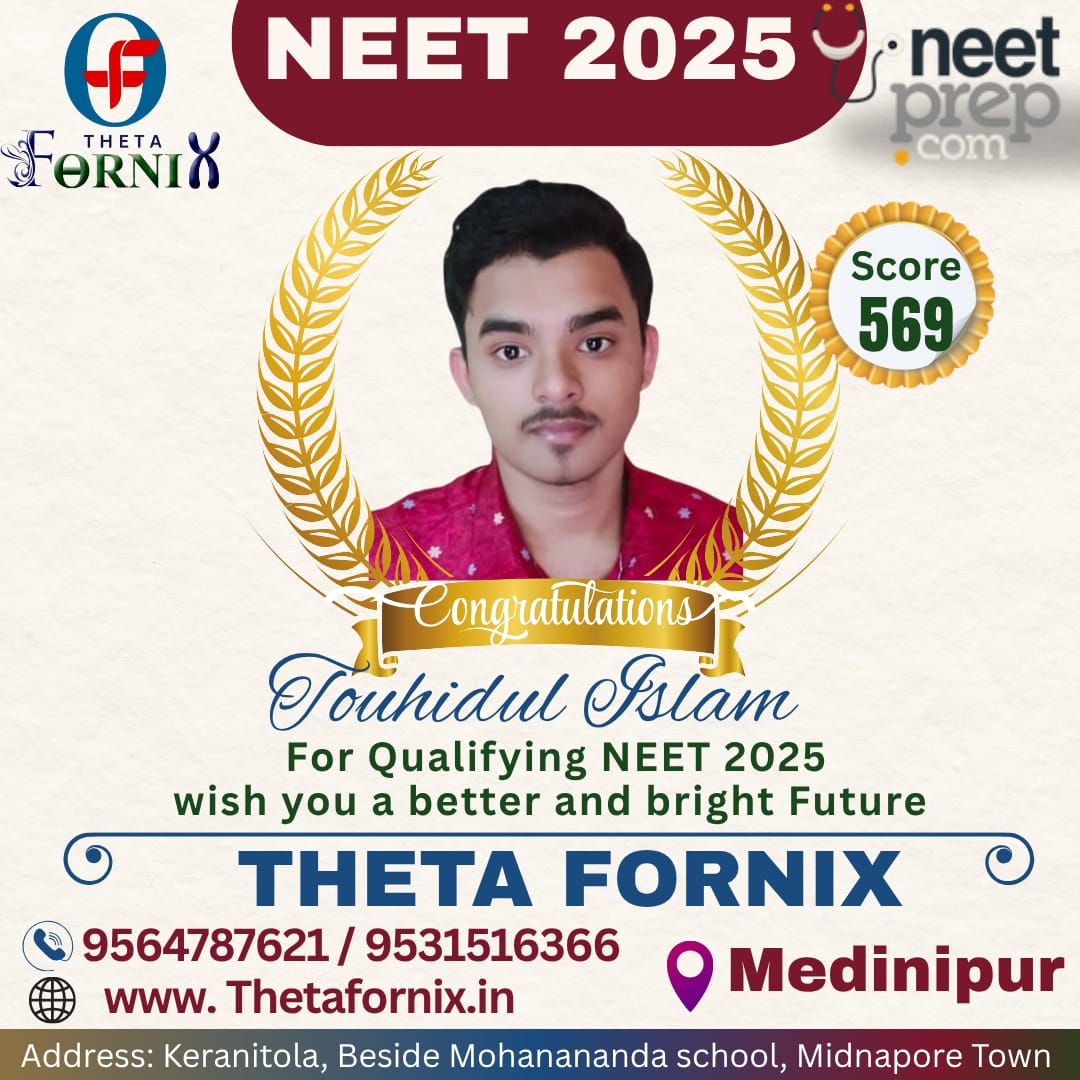 NEET 2025
THETA
FORNIX
neet
prep
.com
Score
569
Congratulations
Touhidul Islam
For Qualifying NEET 2025
wish you a better and bright Future
THETA FORNIX
9564787621 / 9531516366
www. Thetafornix.in
Medinipur
Address: Keranitola, Beside Mohanananda school, Midnapore Town